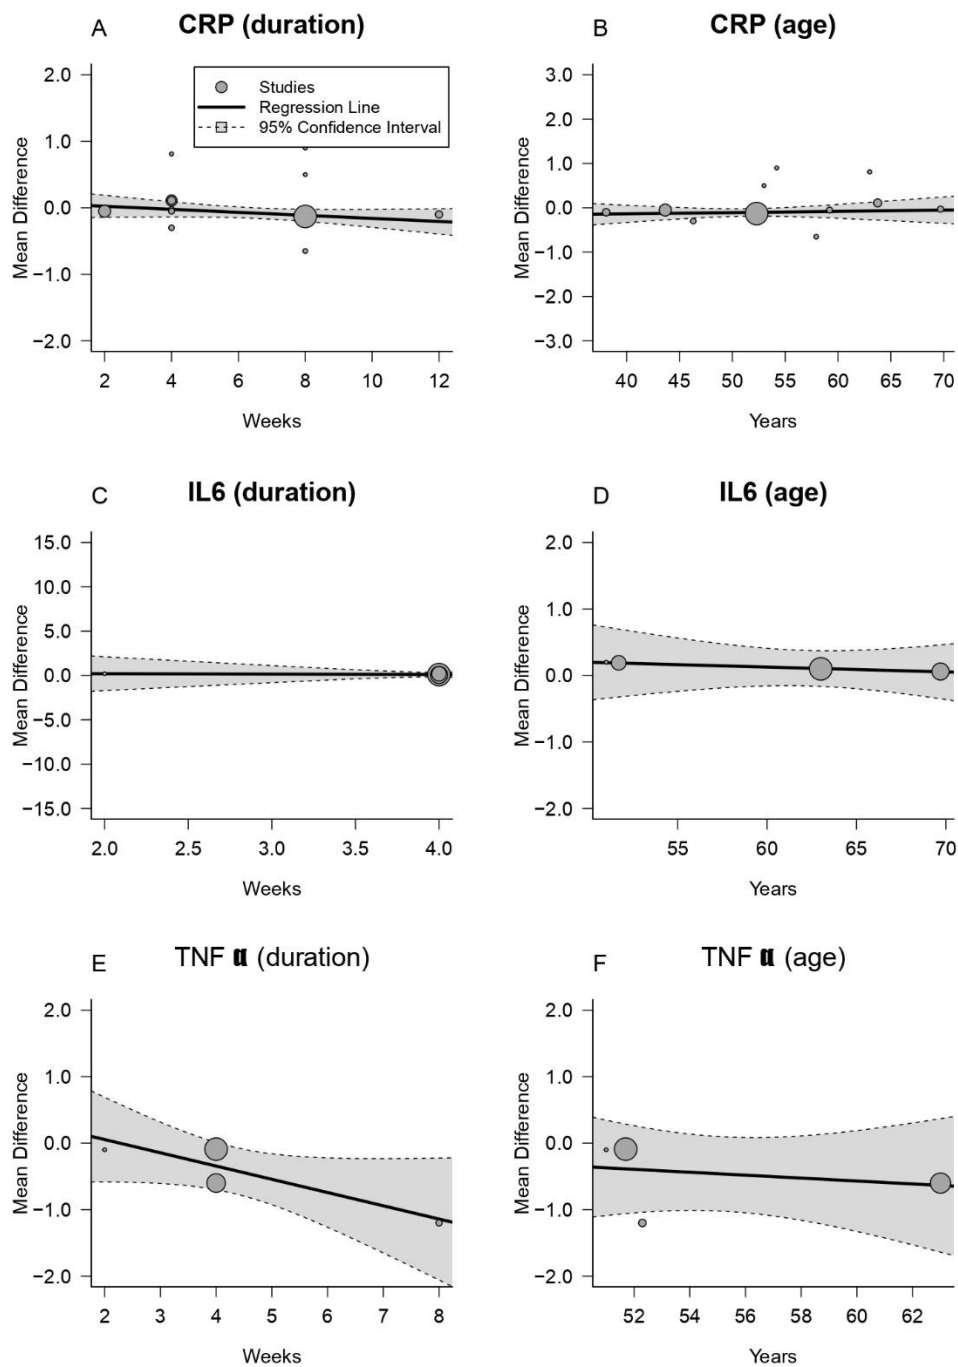 A CRP (duration)
2.0
1.0
0.0
−1.0
−2.0
Mean Difference
Studies
Regression Line
95% Confidence Interval
2 4 6 8 10 12
Weeks
B CRP (age)
3.0
2.0
1.0
0.0
−1.0
−2.0
−3.0
Mean Difference
40 45 50 55 60 65 70
Years
C IL6 (duration)
15.0
10.0
5.0
0.0
−5.0
−10.0
−15.0
Mean Difference
2.0 2.5 3.0 3.5 4.0
Weeks
D IL6 (age)
2.0
1.0
0.0
−1.0
−2.0
Mean Difference
55 60 65 70
Years
E TNF α (duration)
2.0
1.0
0.0
−1.0
−2.0
Mean Difference
2 3 4 5 6 7 8
Weeks
F TNF α (age)
2.0
1.0
0.0
−1.0
−2.0
Mean Difference
52 54 56 58 60 62
Years